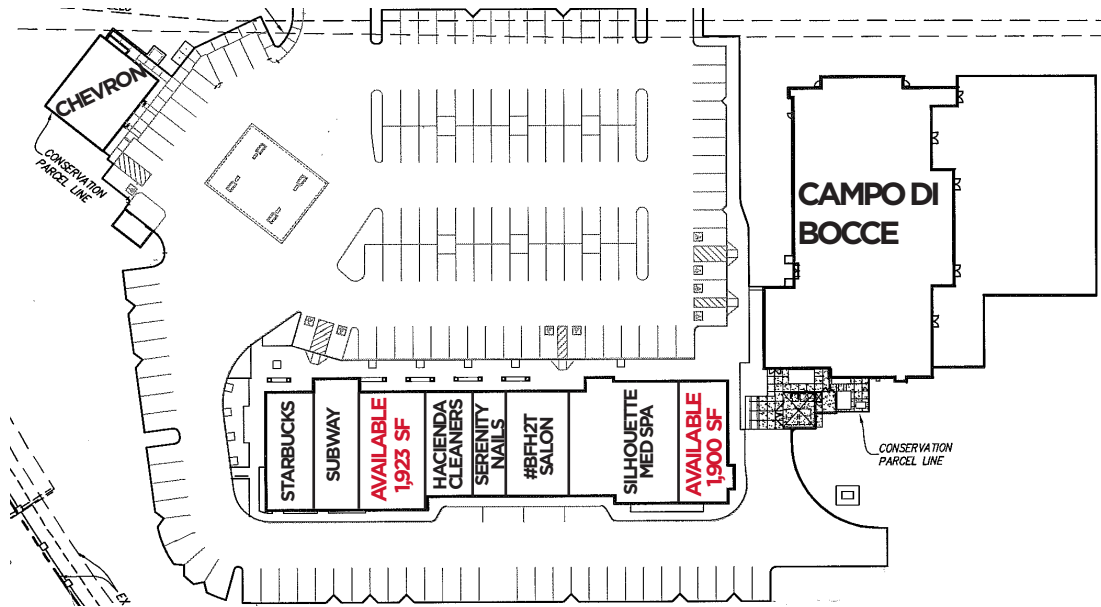 CHEVRON
CONSERVATION
PARCEL LINE
CAMPO DI
BOCCE
STARBUCKS
SUBWAY
AVAILABLE
1,923 SF
HACIENDA
CLEANERS
SERENITY
NAILS
#BFH2T
SALON
SILHOUETTE
MED SPA
AVAILABLE
1,900 SF
CONSERVATION
PARCEL LINE
EX